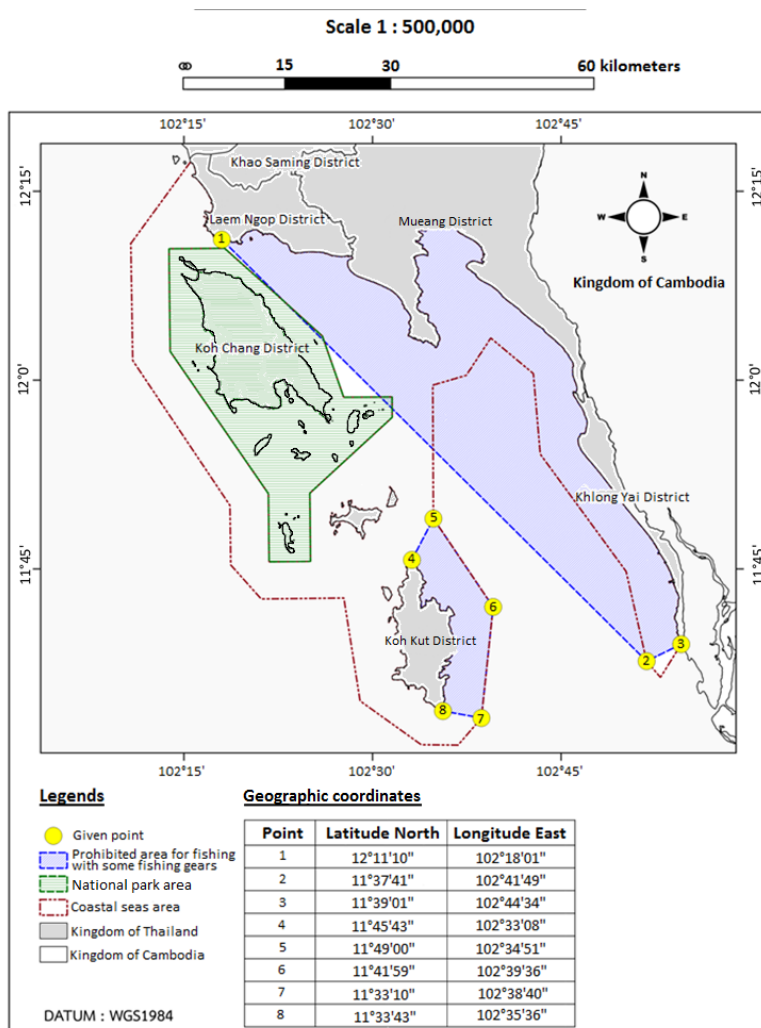 Scale 1 : 500,000
0 15 30 60 kilometers
102°15' 102°30' 102°45'
12°15' 12°15'
Khao Saming District
Laem Ngop District
Mueang District
N
W E
S
1
Kingdom of Cambodia
Koh Chang District
12°0' 12°0'
Khlong Yai District
5
4
11°45' 11°45'
6
Koh Kut District
3
2
8
7
102°15' 102°30' 102°45'
Legends
Given point
Prohibited area for fishing
with some fishing gears
National park area
Coastal seas area
Kingdom of Thailand
Kingdom of Cambodia
DATUM : WGS1984
Geographic coordinates
Point Latitude North Longitude East
1 12°11'10" 102°18'01"
2 11°37'41" 102°41'49"
3 11°39'01" 102°44'34"
4 11°45'43" 102°33'08"
5 11°49'00" 102°34'51"
6 11°41'59" 102°39'36"
7 11°33'10" 102°38'40"
8 11°33'43" 102°35'36"